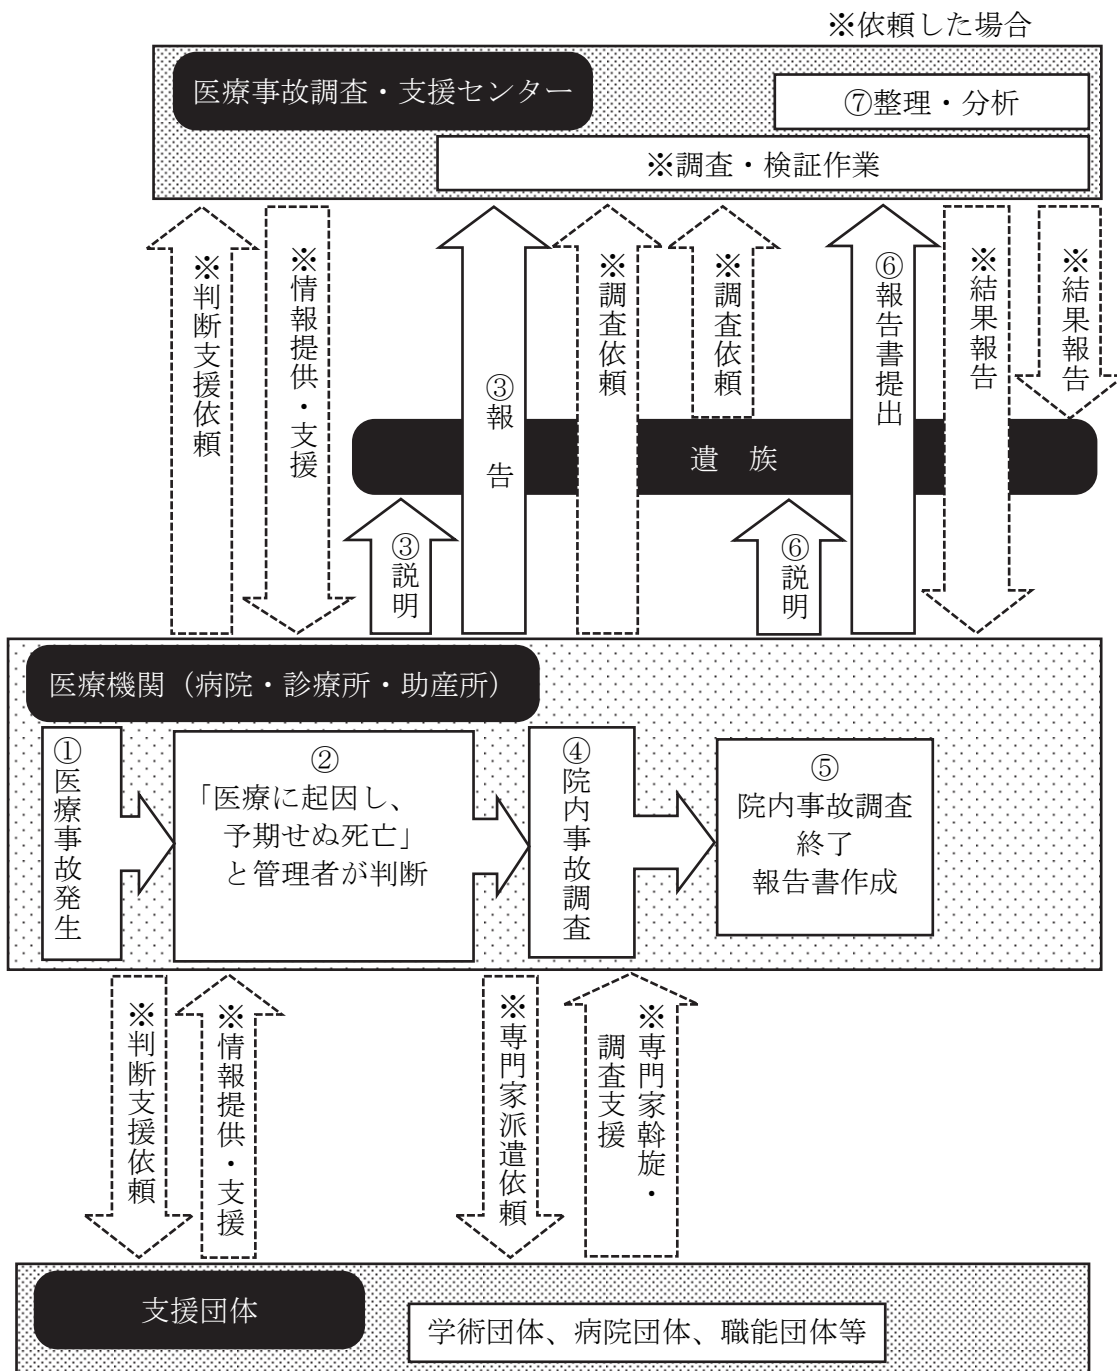 ※依頼した場合
医療事故調査・支援センター
⑦整理・分析
※調査・検証作業
※判断支援依頼
※情報提供・支援
③報　告
※調査依頼
※調査依頼
⑥報告書提出
※結果報告
※結果報告
遺　族
③説明
⑥説明
医療機関（病院・診療所・助産所）
①医療事故発生
②
「医療に起因し、
予期せぬ死亡」
と管理者が判断
④院内事故調査
⑤
院内事故調査
終了
報告書作成
※判断支援依頼
※情報提供・支援
※専門家派遣依頼
※専門家斡旋・
調査支援
支援団体
学術団体、病院団体、職能団体等